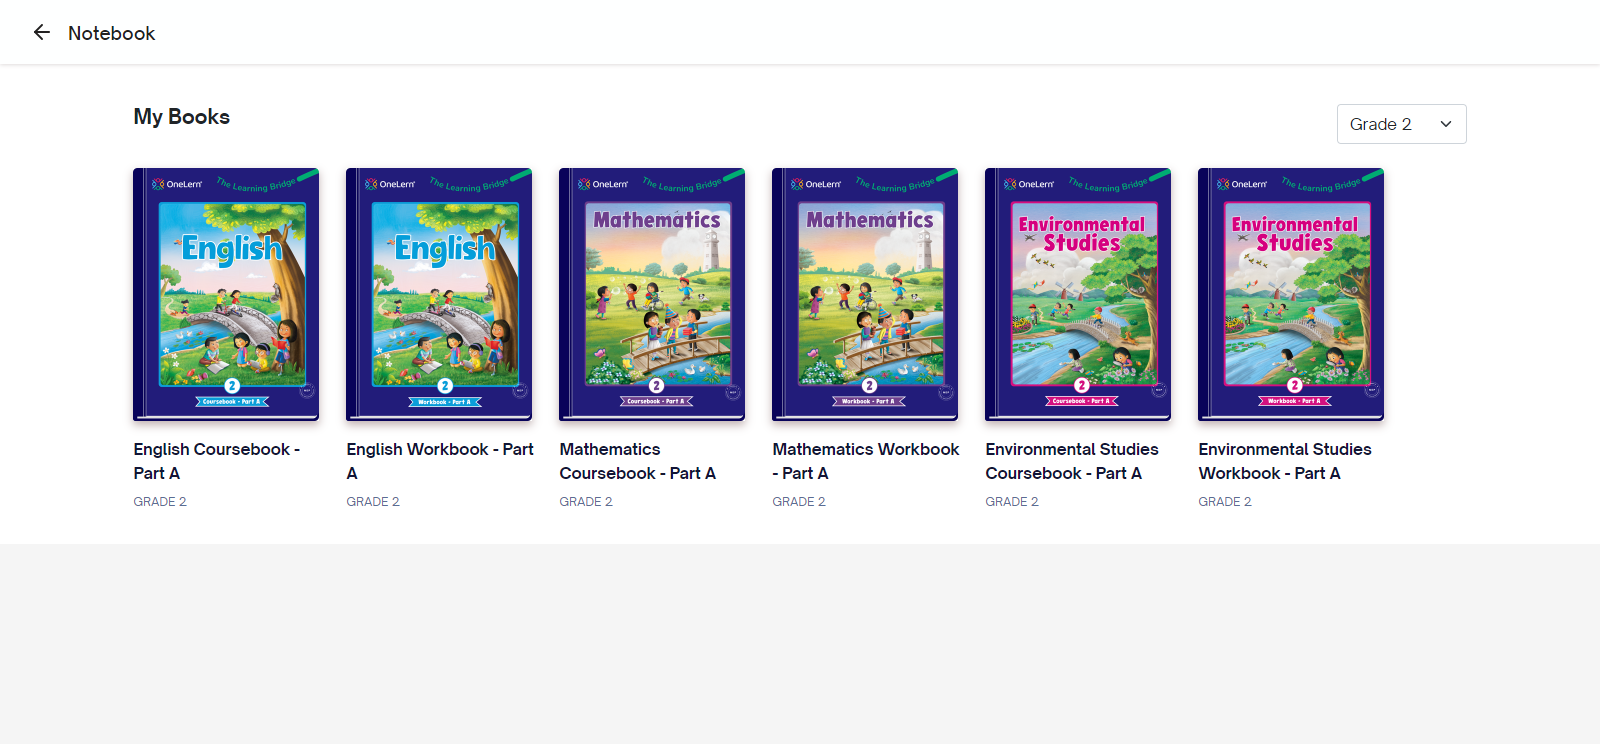 Notebook
My Books
Grade 2
OneLern
The Learning Bridge
English
2
Coursebook - Part A
OneLern
The Learning Bridge
English
2
Workbook - Part A
OneLern
The Learning Bridge
Mathematics
2
Coursebook - Part A
OneLern
The Learning Bridge
Mathematics
2
Workbook - Part A
OneLern
The Learning Bridge
Environmental
Studies
2
Coursebook - Part A
OneLern
The Learning Bridge
Environmental
Studies
2
Workbook - Part A
English Coursebook -
Part A
GRADE 2
English Workbook - Part
A
GRADE 2
Mathematics
Coursebook - Part A
GRADE 2
Mathematics Workbook
- Part A
GRADE 2
Environmental Studies
Coursebook - Part A
GRADE 2
Environmental Studies
Workbook - Part A
GRADE 2